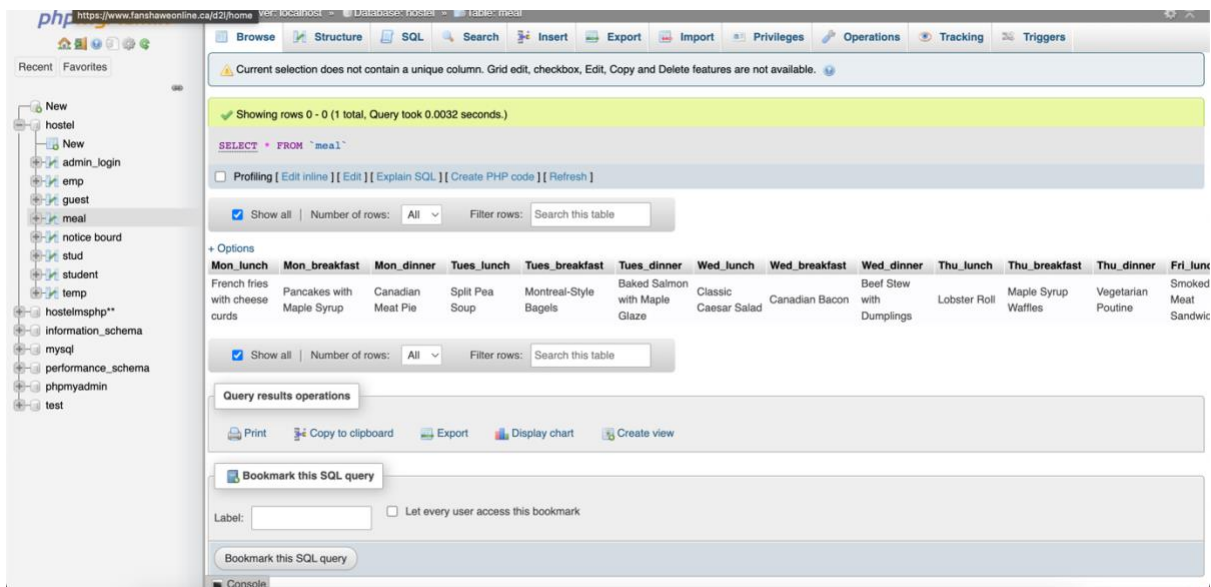 php
https://www.fanshaweonline.ca/d2l/home
Server: localhost » Database: hostel » Table: meal
Recent Favorites
New
hostel
New
admin_login
emp
guest
meal
notice bourd
stud
student
temp
hostelmsphp**
information_schema
mysql
performance_schema
phpmyadmin
test
Browse Structure SQL Search Insert Export Import Privileges Operations Tracking Triggers
Current selection does not contain a unique column. Grid edit, checkbox, Edit, Copy and Delete features are not available.
Showing rows 0 - 0 (1 total, Query took 0.0032 seconds.)
SELECT * FROM `meal`
Profiling [ Edit inline ] [ Edit ] [ Explain SQL ] [ Create PHP code ] [ Refresh ]
Show all | Number of rows: All Filter rows: Search this table
+ Options
Mon_lunch Mon_breakfast Mon_dinner Tues_lunch Tues_breakfast Tues_dinner Wed_lunch Wed_breakfast Wed_dinner Thu_lunch Thu_breakfast Thu_dinner Fri_lunc
French fries with cheese curds
Pancakes with Maple Syrup
Canadian Meat Pie
Split Pea Soup
Montreal-Style Bagels
Baked Salmon with Maple Glaze
Classic Caesar Salad
Canadian Bacon
Beef Stew with Dumplings
Lobster Roll
Maple Syrup Waffles
Vegetarian Poutine
Smoked Meat Sandwic
Show all | Number of rows: All Filter rows: Search this table
Query results operations
Print Copy to clipboard Export Display chart Create view
Bookmark this SQL query
Label: Let every user access this bookmark
Bookmark this SQL query
Console